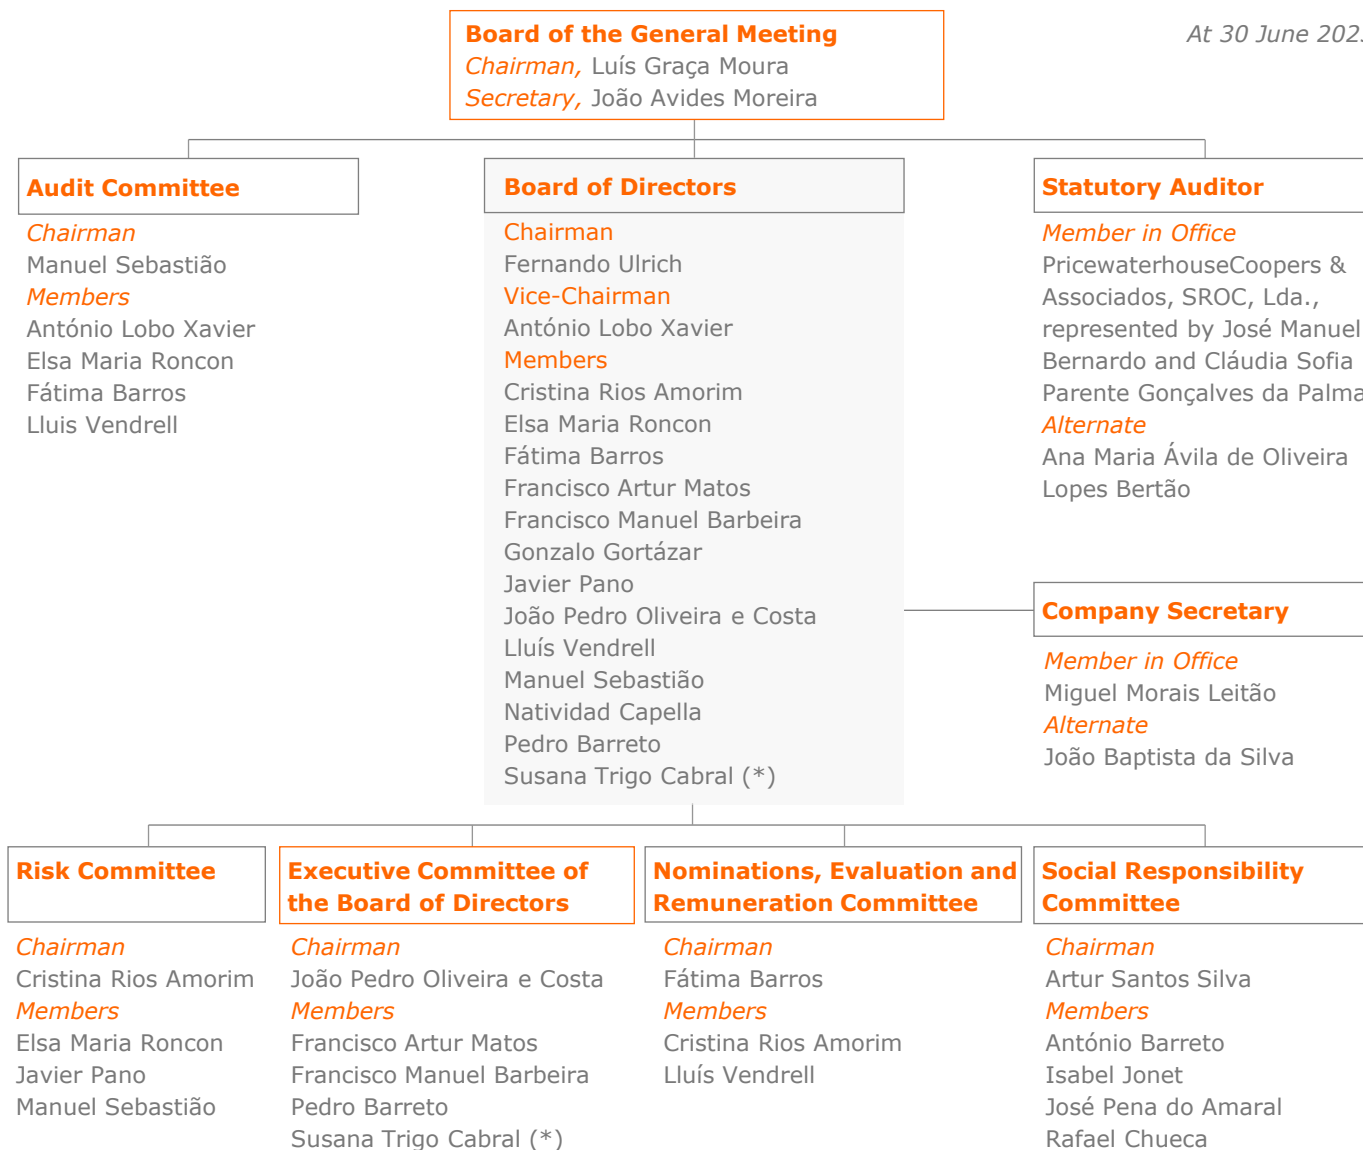 Board of the General Meeting
Chairman, Luís Graça Moura
Secretary, João Avides Moreira
At 30 June
Audit Committee
Chairman
Manuel Sebastião
Members
António Lobo Xavier
Elsa Maria Roncon
Fátima Barros
Lluis Vendrell
Board of Directors
Chairman
Fernando Ulrich
Vice-Chairman
António Lobo Xavier
Members
Cristina Rios Amorim
Elsa Maria Roncon
Fátima Barros
Francisco Artur Matos
Francisco Manuel Barbeira
Gonzalo Gortázar
Javier Pano
João Pedro Oliveira e Costa
Lluís Vendrell
Manuel Sebastião
Natividad Capella
Pedro Barreto
Susana Trigo Cabral (*)
Statutory Auditor
Member in Office
PricewaterhouseCoopers &
Associados, SROC, Lda.,
represented by José Manuel
Bernardo and Cláudia Sofia
Parente Gonçalves da Palma
Alternate
Ana Maria Ávila de Oliveira
Lopes Bertão
Company Secretary
Member in Office
Miguel Morais Leitão
Alternate
João Baptista da Silva
Risk Committee
Chairman
Cristina Rios Amorim
Members
Elsa Maria Roncon
Javier Pano
Manuel Sebastião
Executive Committee of
the Board of Directors
Chairman
João Pedro Oliveira e Costa
Members
Francisco Artur Matos
Francisco Manuel Barbeira
Pedro Barreto
Susana Trigo Cabral (*)
Nominations, Evaluation and
Remuneration Committee
Chairman
Fátima Barros
Members
Cristina Rios Amorim
Lluís Vendrell
Social Responsibility
Committee
Chairman
Artur Santos Silva
Members
António Barreto
Isabel Jonet
José Pena do Amaral
Rafael Chueca